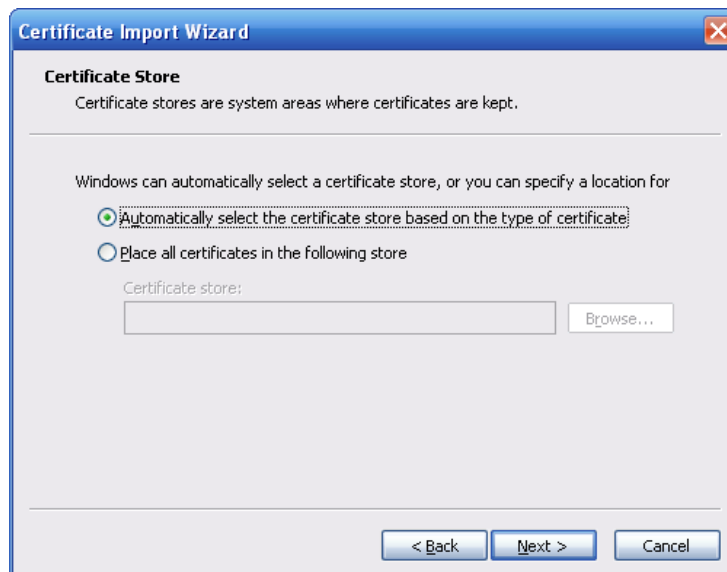 Certificate Import Wizard
Certificate Store
Certificate stores are system areas where certificates are kept.
Windows can automatically select a certificate store, or you can specify a location for
Automatically select the certificate store based on the type of certificate
Place all certificates in the following store
Certificate store:
Browse...
< Back Next > Cancel